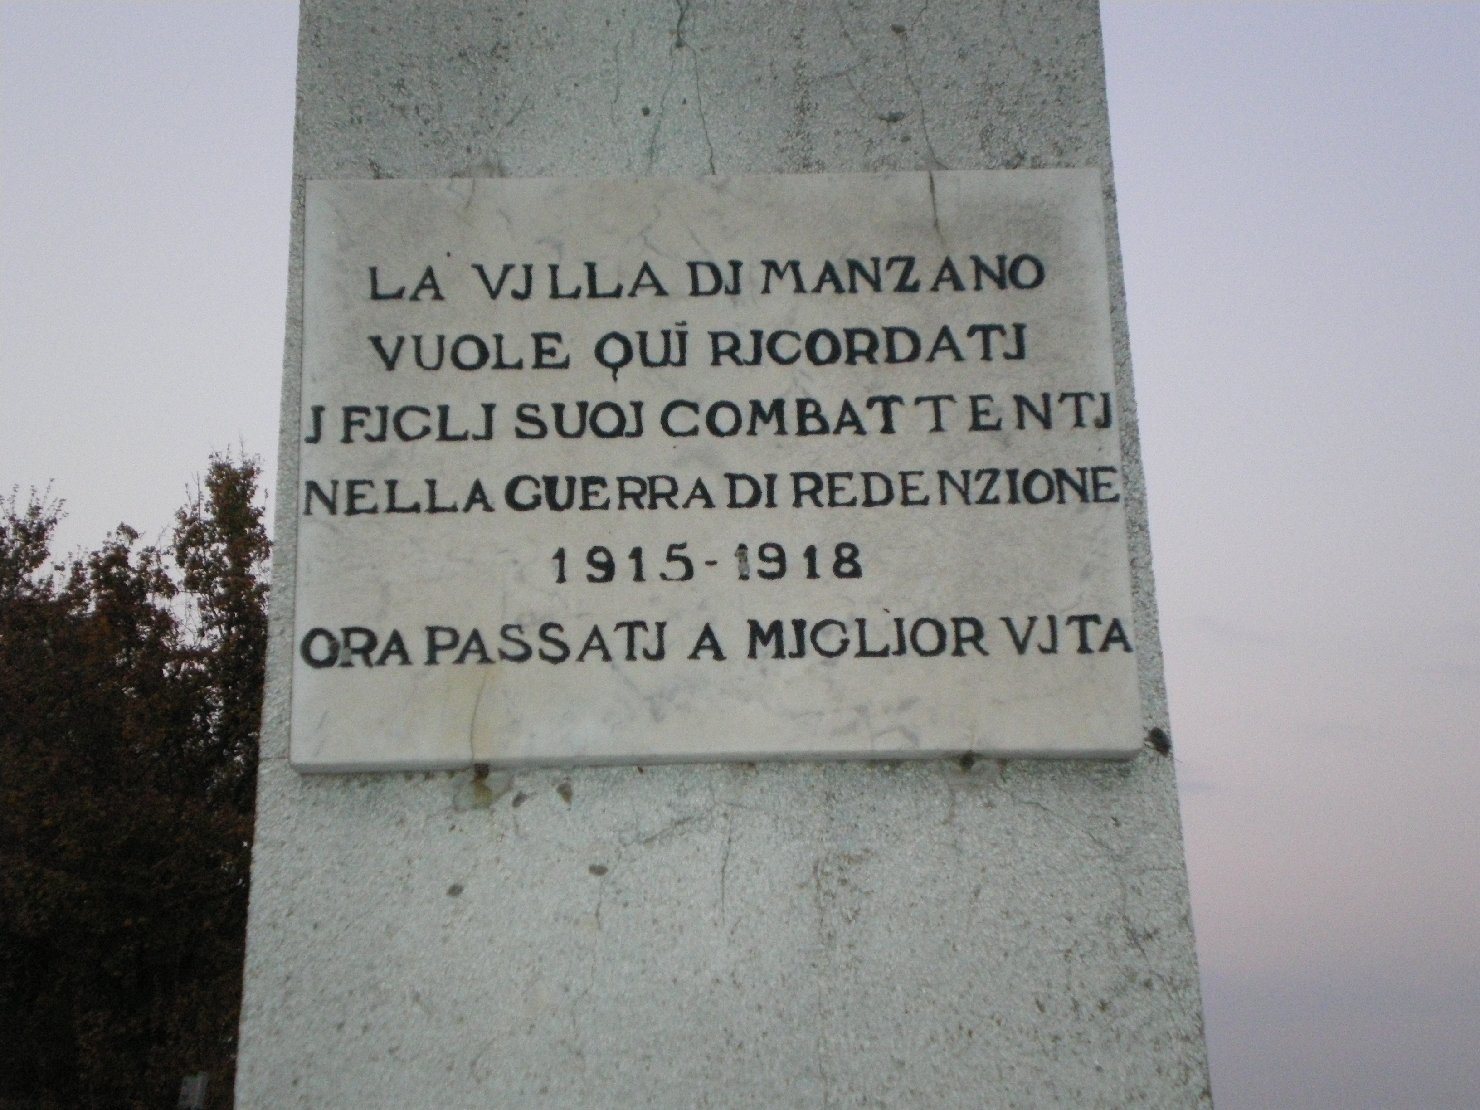 LA VJLLA DJ MANZANO
VUOLE QUJ RJCORDATJ
J FJGLJ SUOJ COMBATTENTJ
NELLA GUERRA DI REDENZIONE
1915-1918
ORA PASSATJ A MJGLJOR VJTA